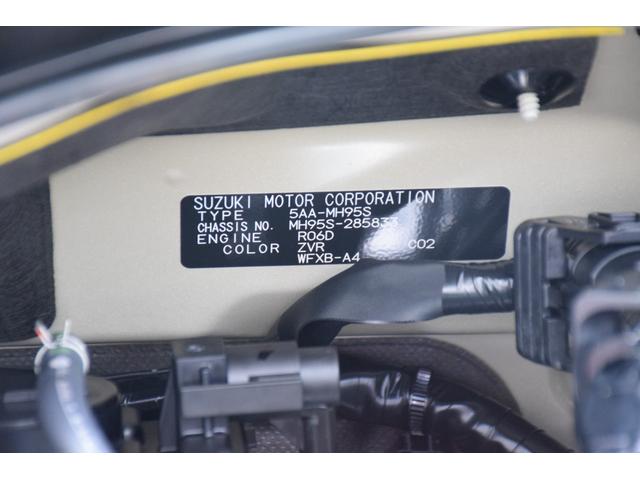 SUZUKI MOTOR CORPORATION
TYPE 5AA-MH95S
CHASSIS NO. MH95S-285833
ENGINE R06D
COLOR ZVR C02
WFXB-A4